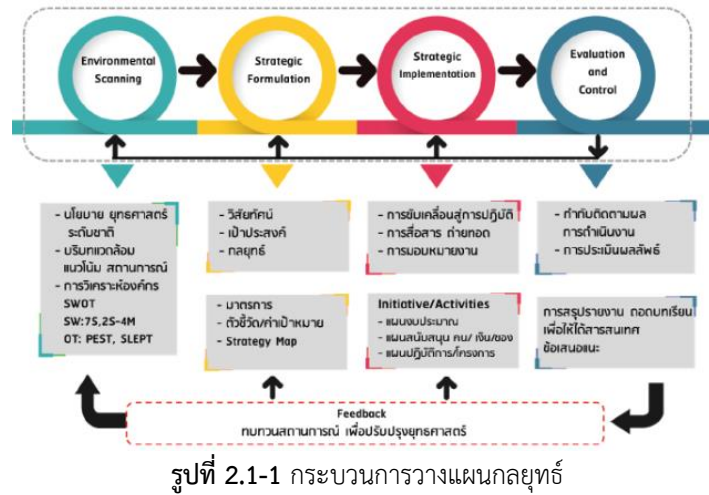 Environmental
Scanning
Strategic
Formulation
Strategic
Implementation
Evaluation
and
Control
- นโยบาย ยุทธศาสตร์
ระดับชาติ
- บริบทแวดล้อม
แนวโน้ม สถานการณ์
- การวิเคราะห์องค์กร
SWOT
SW:7S,2S-4M
OT: PEST, SLEPT
- วิสัยทัศน์
- เป้าประสงค์
- กลยุทธ์
- มาตรการ
- ตัวชี้วัด/ค่าเป้าหมาย
- Strategy Map
- การขับเคลื่อนสู่การปฏิบัติ
- การสื่อสาร ถ่ายทอด
- การมอบหมายงาน
Initiative/Activities
- แผนงบประมาณ
- แผนสนับสนุน คน/ เงิน/ของ
- แผนปฏิบัติการ/โครงการ
- กำกับติดตามผล
การดำเนินงาน
- การประเมินผลลัพธ์
การสรุปรายงาน ถอดบทเรียน
เพื่อให้ได้สารสนเทศ
ข้อเสนอแนะ
Feedback
ทบทวนสถานการณ์ เพื่อปรับปรุงยุทธศาสตร์
รูปที่ 2.1-1 กระบวนการวางแผนกลยุทธ์